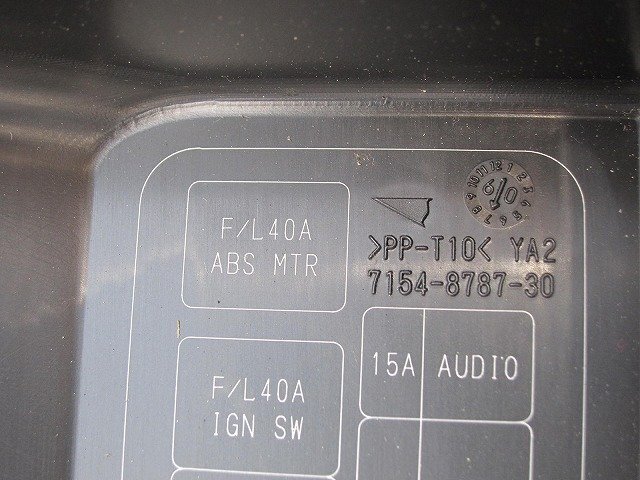 F/L40A
ABS MTR
>PP-T10< YA2
7154-8787-30
15A AUDIO
F/L40A
IGN SW